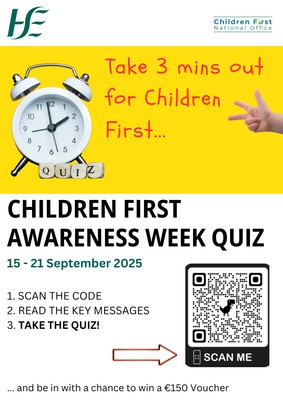 HSE
Children First
National Office
Take 3 mins out
for Children
First...
QUIZ
CHILDREN FIRST
AWARENESS WEEK QUIZ
15 - 21 September 2025
1. SCAN THE CODE
2. READ THE KEY MESSAGES
3. TAKE THE QUIZ!
SCAN ME
... and be in with a chance to win a €150 Voucher